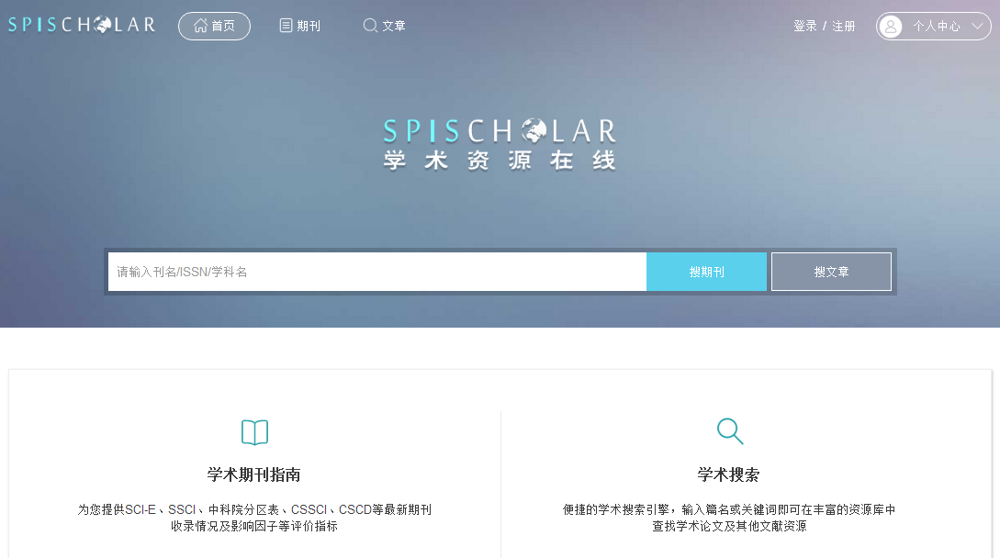 SPISCHOLAR 首页 期刊 文章 登录 / 注册 个人中心
SPISCHOLAR
学术资源在线
请输入刊名/ISSN/学科名 搜期刊 搜文章
学术期刊指南
为您提供SCI-E、SSCI、中科院分区表、CSSCI、CSCD等最新期刊
收录情况及影响因子等评价指标
学术搜索
便捷的学术搜索引擎，输入篇名或关键词即可在丰富的资源库中
查找学术论文及其他文献资源